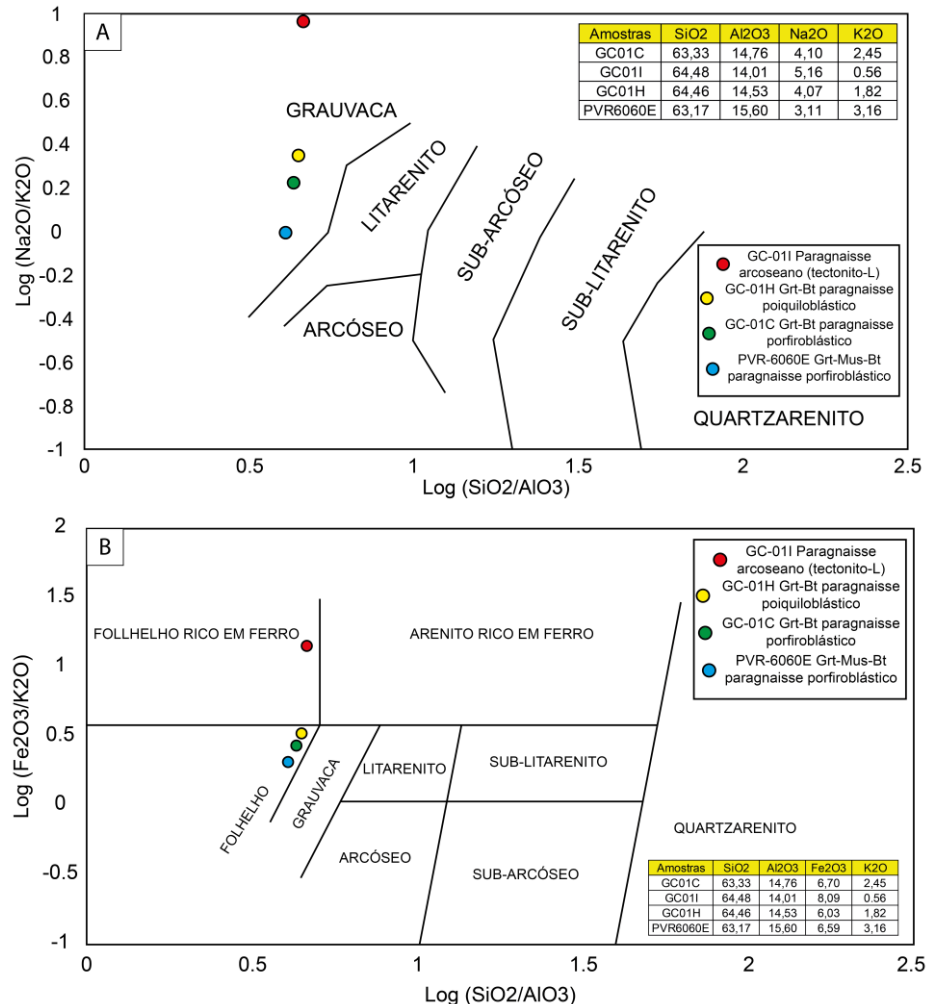 A
Log (Na2O/K2O)
1
0.6
0.4
0.2
0
-0.2
-0.4
-0.6
-0.8
-1
Amostras SiO2 Al2O3 Na2O K2O
GC01C 63,33 14,76 4,10 2,45
GC01I 64,48 14,01 5,16 0.56
GC01H 64,46 14,53 4,07 1,82
PVR6060E 63,17 15,60 3,11 3,16
GRAUVACA
LITARENITO
SUB-ARCÓSEO
SUB-LITARENITO
ARCÓSEO
QUARTZARENITO
GC-01I Paragnaisse
arcoseano (tectonito-L)
GC-01H Grt-Bt paragnaisse
poiquiloblástico
GC-01C Grt-Bt paragnaisse
porfiroblástico
PVR-6060E Grt-Mus-Bt
paragnaisse porfiroblástico
0 0.5 1 1.5 2 2.5
Log (SiO2/AlO3)
B
Log (Fe2O3/K2O)
2
1.5
1
0.5
0
-0.5
-1
GC-01I Paragnaisse
arcoseano (tectonito-L)
GC-01H Grt-Bt paragnaisse
poiquiloblástico
GC-01C Grt-Bt paragnaisse
porfiroblástico
PVR-6060E Grt-Mus-Bt
paragnaisse porfiroblástico
FOLLHELHO RICO EM FERRO
ARENITO RICO EM FERRO
FOLHELHO
GRAUVACA
LITARENITO
SUB-LITARENITO
ARCÓSEO
SUB-ARCÓSEO
QUARTZARENITO
Amostras SiO2 Al2O3 Fe2O3 K2O
GC01C 63,33 14,76 6,70 2,45
GC01I 64,48 14,01 8,09 0.56
GC01H 64,46 14,53 6,03 1,82
PVR6060E 63,17 15,60 6,59 3,16
0 0.5 1 1.5 2 2.5
Log (SiO2/AlO3)